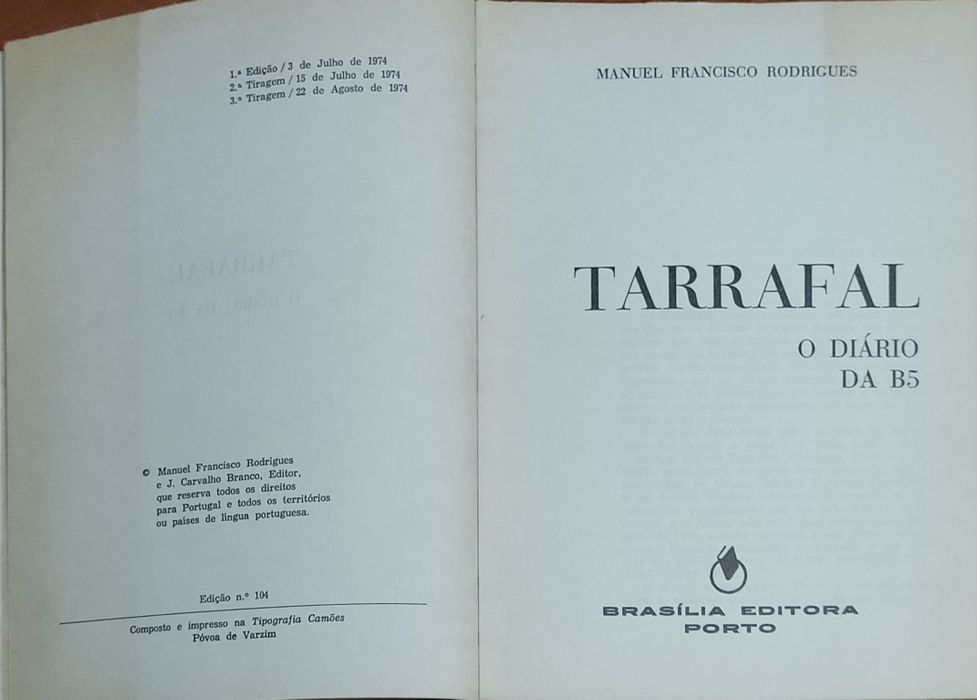 1.ª Edição / 3 de Julho de 1974
2.ª Tiragem / 15 de Julho de 1974
3.ª Tiragem / 22 de Agosto de 1974
© Manuel Francisco Rodrigues
e J. Carvalho Branco, Editor,
que reserva todos os direitos
para Portugal e todos os territórios
ou países de língua portuguesa.
Edição n.º 104
Composto e impresso na Tipografia Camões
Póvoa de Varzim
MANUEL FRANCISCO RODRIGUES
TARRAFAL
O DIÁRIO
DA B5
BRASÍLIA EDITORA
PORTO